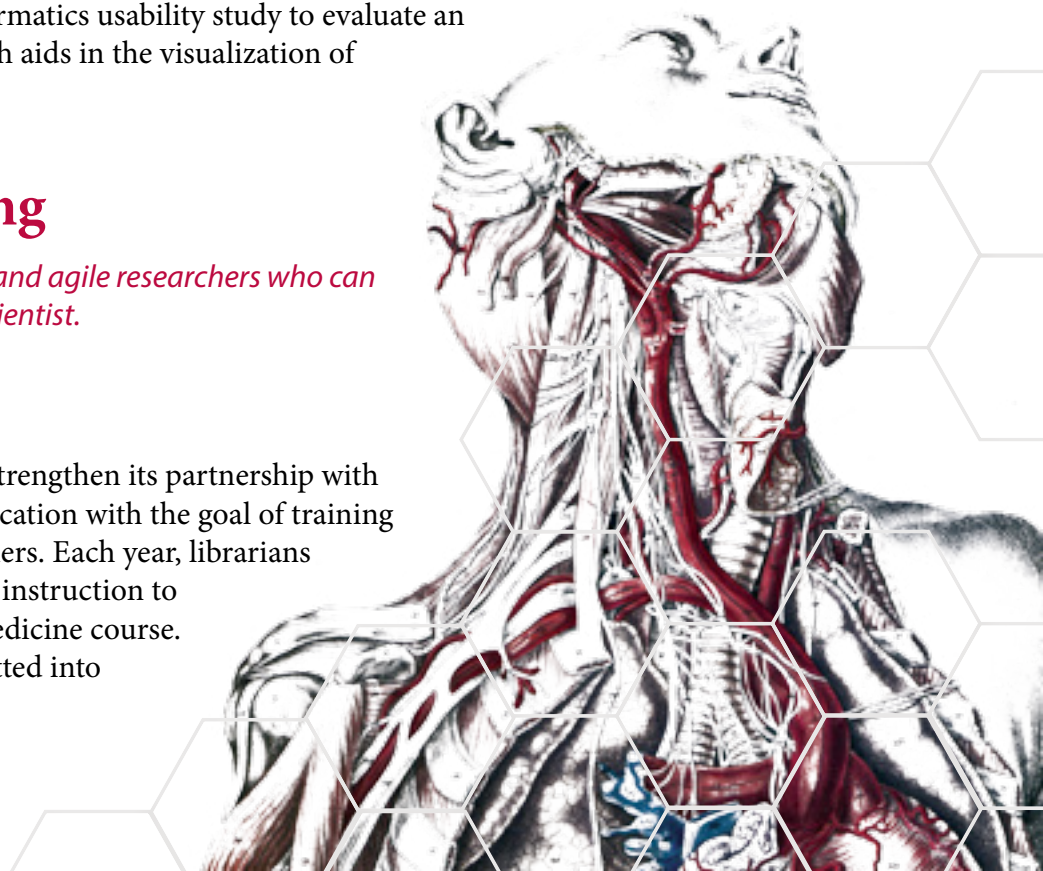 rmatics usability study to evaluate an
h aids in the visualization of
ng
and agile researchers who can
ientist.
trengthen its partnership with
cation with the goal of training
ers. Each year, librarians
instruction to
edicine course.
tted into